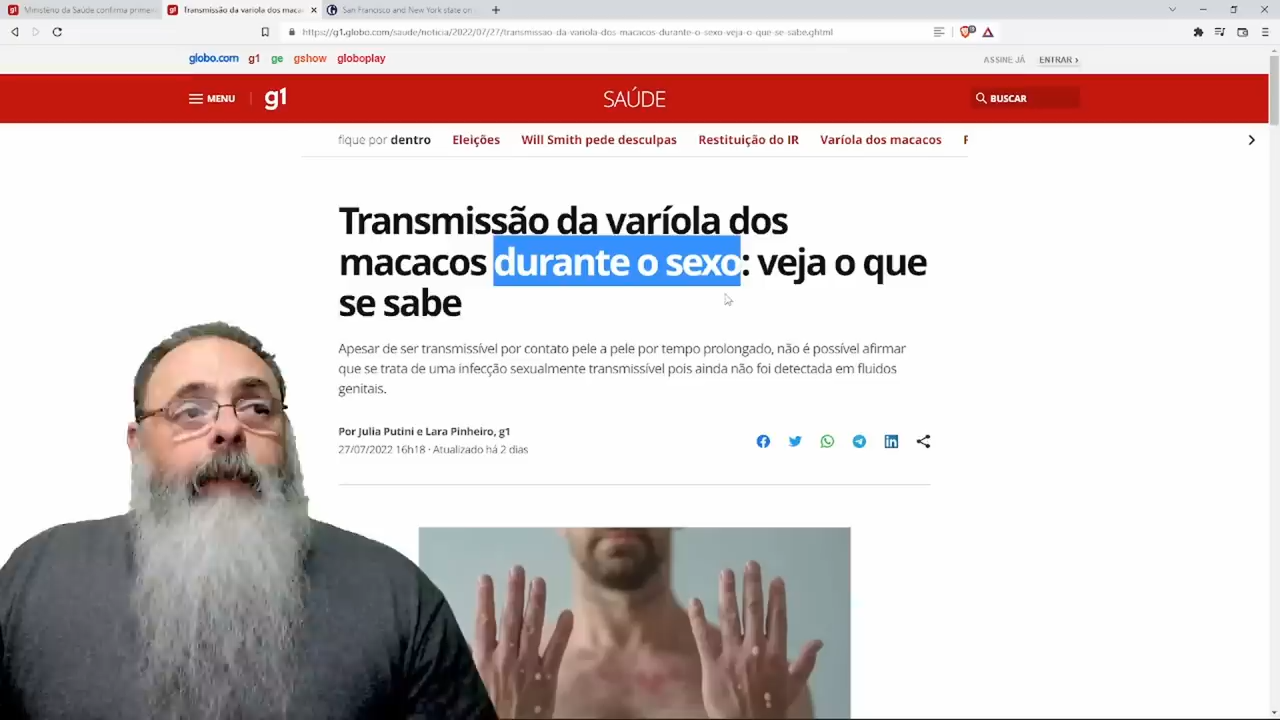 Ministério da Saúde confirma primei
Transmissão da varíola dos macac
San Francisco and New York state on
https://g1.globo.com/saude/noticia/2022/07/27/transmissao-da-variola-dos-macacos-durante-o-sexo-veja-o-que-se-sabe.ghtml
globo.com g1 ge gshow globoplay
ASSINE JÁ ENTRAR ›
MENU g1 SAÚDE BUSCAR
fique por dentro Eleições Will Smith pede desculpas Restituição do IR Varíola dos macacos
Transmissão da varíola dos
macacos durante o sexo: veja o que
se sabe
Apesar de ser transmissível por contato pele a pele por tempo prolongado, não é possível afirmar
que se trata de uma infecção sexualmente transmissível pois ainda não foi detectada em fluidos
genitais.
Por Julia Putini e Lara Pinheiro, g1
27/07/2022 16h18 · Atualizado há 2 dias